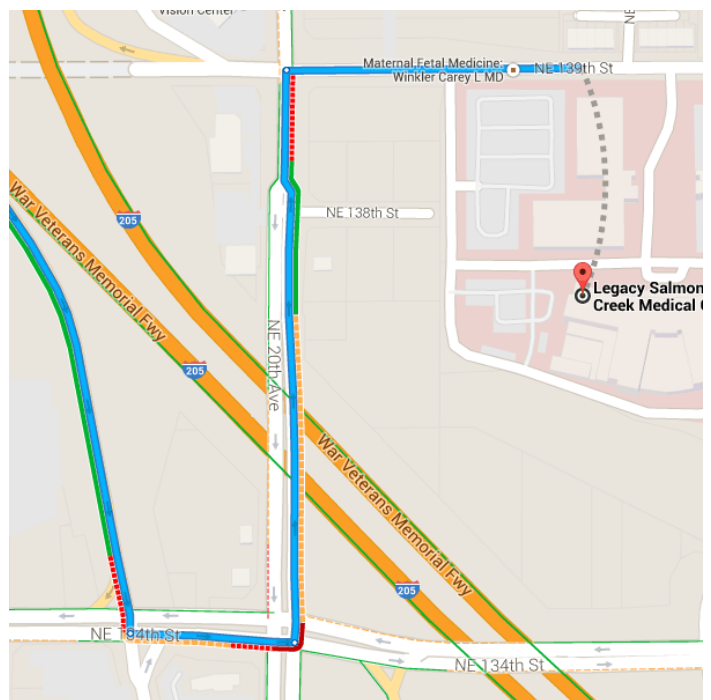 Vision Center
NE
Maternal Fetal Medicine:
Winkler Carey L MD
NE 139th St
War Veterans Memorial Fwy
205
NE 138th St
Legacy Salmon
Creek Medical C
205
NE 20th Ave
War Veterans Memorial Fwy
205
NE 134th St
NE 134th St